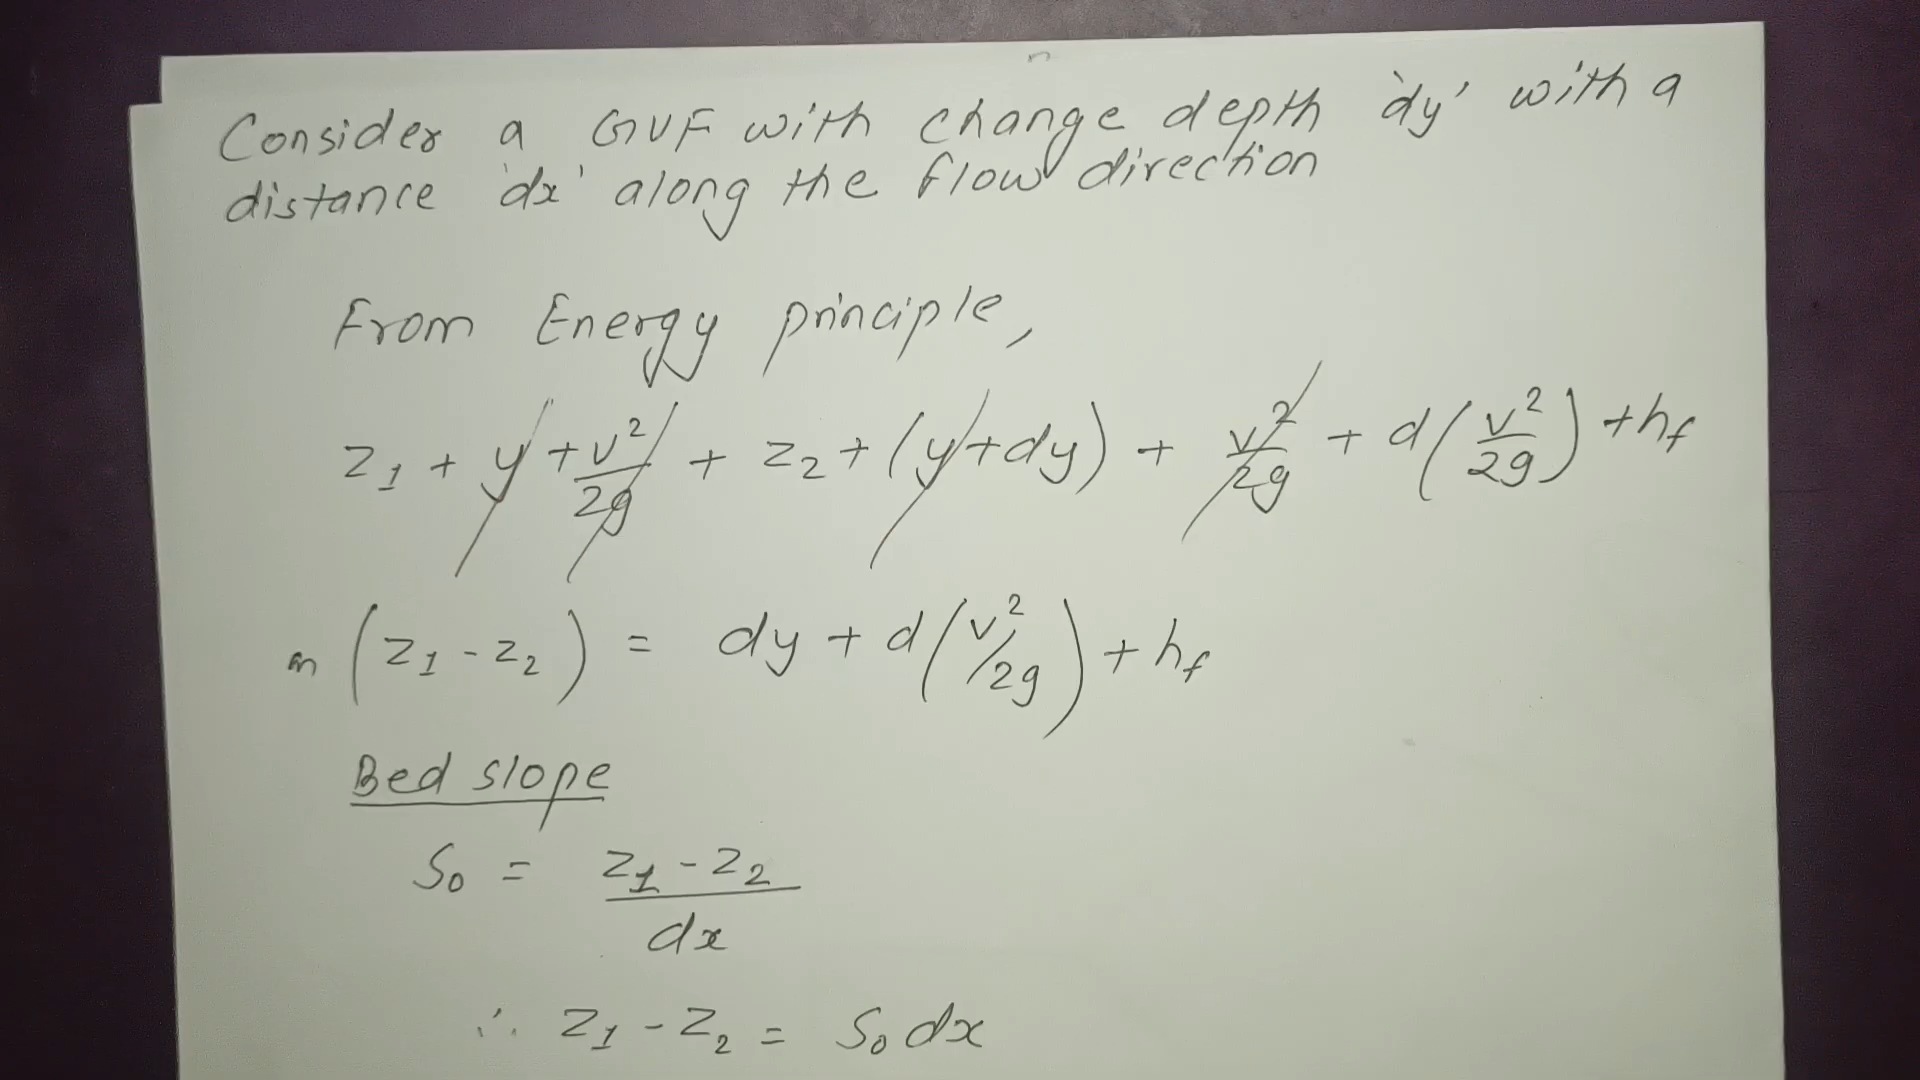 Consider a GVF with change depth 'dy' with a
distance 'dx' along the flow direction
From Energy principle,
z₁ + y + v²/2g + z₂ + (y + dy) + v²/2g + d(v²/2g) + hf
(z₁ - z₂) = dy + d(v²/2g) + hf
Bed slope
S₀ = z₁ - z₂ / dx
∴ z₁ - z₂ = S₀ dx